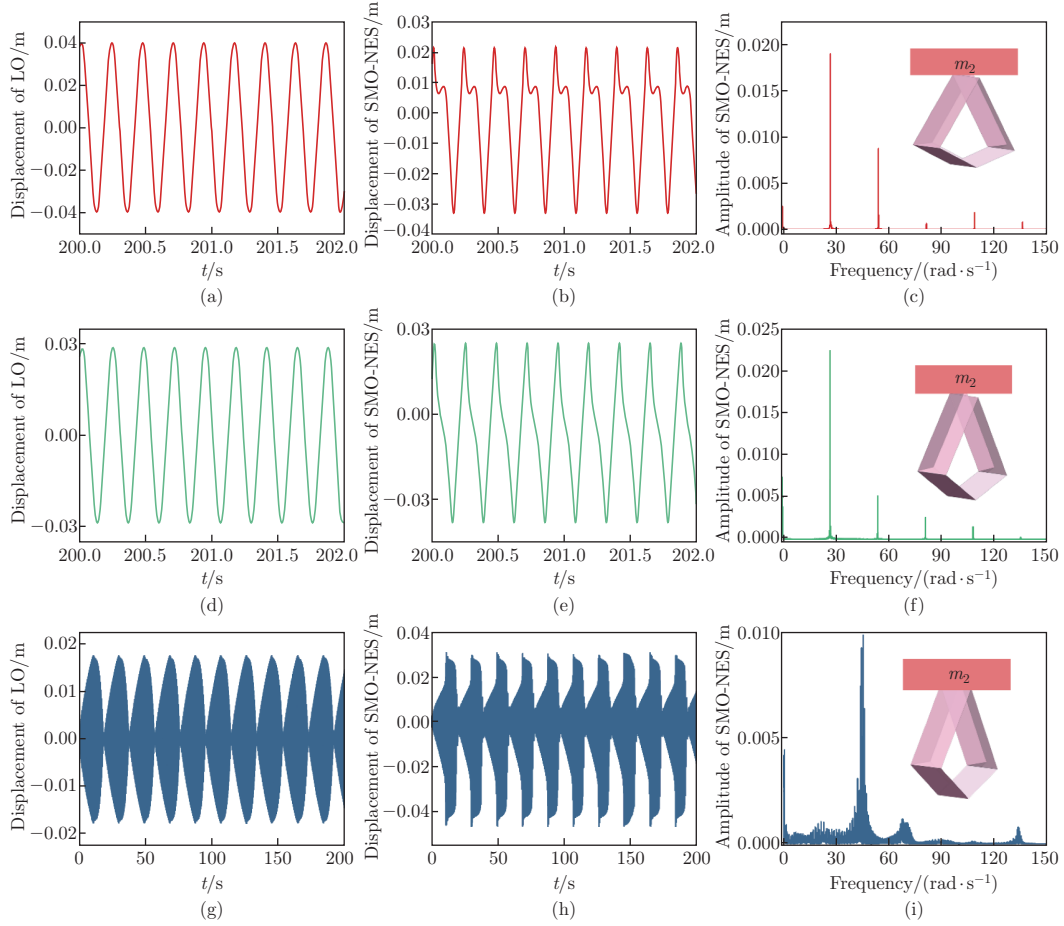 Displacement of LO/m
0.04
0.02
0.00
−0.02
−0.04
200.0 200.5 201.0 201.5 202.0
t/s
(a)
Displacement of SMO-NES/m
0.03
0.02
0.01
0.00
−0.01
−0.02
−0.03
−0.04
200.0 200.5 201.0 201.5 202.0
t/s
(b)
Amplitude of SMO-NES/m
0.020
0.015
0.010
0.005
0.000
m₂
0 30 60 90 120 150
Frequency/(rad·s⁻¹)
(c)
Displacement of LO/m
0.03
0.00
−0.03
200.0 200.5 201.0 201.5 202.0
t/s
(d)
Displacement of SMO-NES/m
0.03
0.00
−0.03
200.0 200.5 201.0 201.5 202.0
t/s
(e)
Amplitude of SMO-NES/m
0.025
0.020
0.015
0.010
0.005
0.000
m₂
0 30 60 90 120 150
Frequency/(rad·s⁻¹)
(f)
Displacement of LO/m
0.02
0.01
0.00
−0.01
−0.02
0 50 100 150 200
t/s
(g)
Displacement of SMO-NES/m
0.04
0.02
0.00
0.02
−0.04
0 50 100 150 200
t/s
(h)
Amplitude of SMO-NES/m
0.010
0.005
0.000
m₂
0 30 60 90 120 150
Frequency/(rad·s⁻¹)
(i)